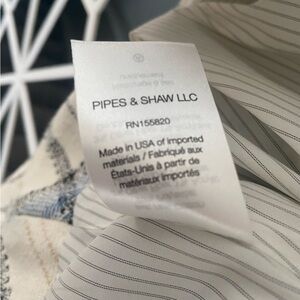 PIPES & SHAW LLC
RN155820
Made in USA of imported
materials / Fabriqué aux
États-Unis à partir de
matériaux importés